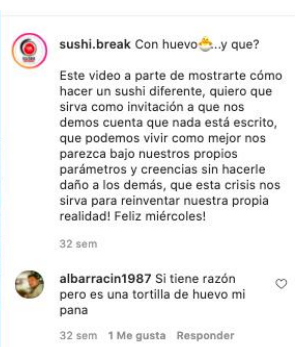 sushi.break Con huevo🐣...y que?
Este video a parte de mostrarte cómo
hacer un sushi diferente, quiero que
sirva como invitación a que nos
demos cuenta que nada está escrito,
que podemos vivir como mejor nos
parezca bajo nuestros propios
parámetros y creencias sin hacerle
daño a los demás, que esta crisis nos
sirva para reinventar nuestra propia
realidad! Feliz miércoles!
32 sem
albarracin1987 Si tiene razón
pero es una tortilla de huevo mi
pana
32 sem 1 Me gusta Responder